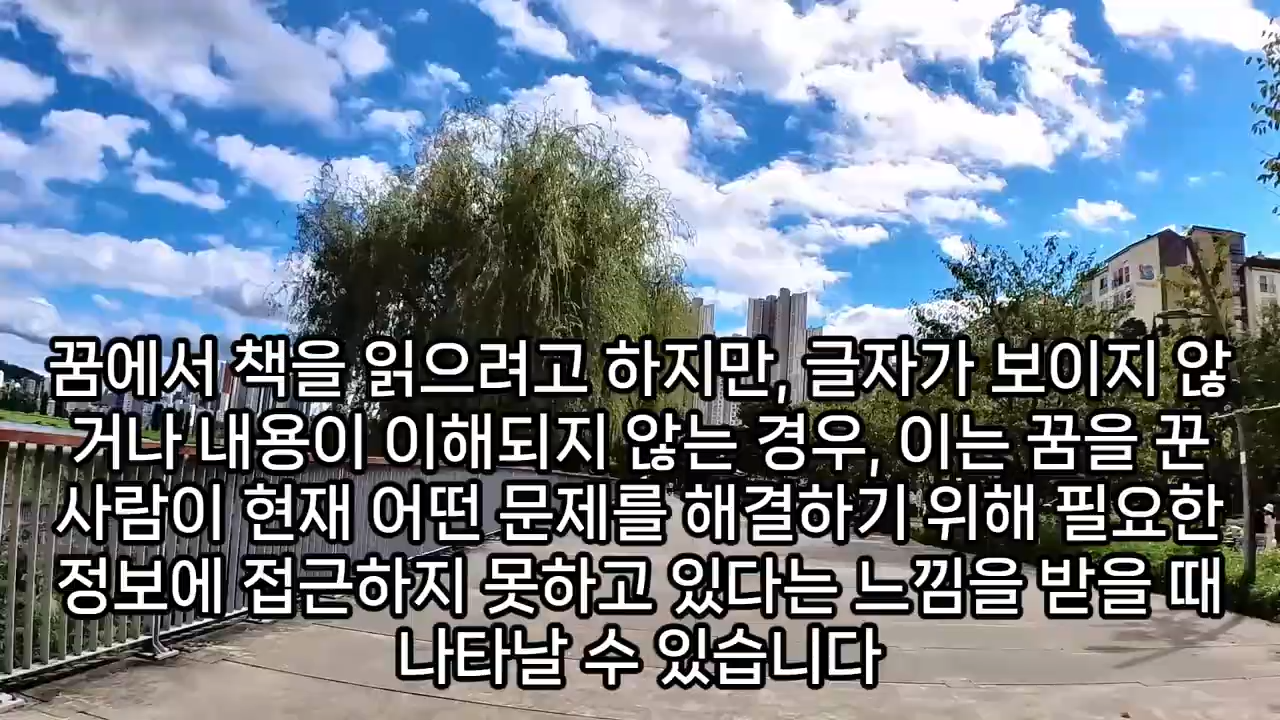 꿈에서 책을 읽으려고 하지만, 글자가 보이지 않
거나 내용이 이해되지 않는 경우, 이는 꿈을 꾼
사람이 현재 어떤 문제를 해결하기 위해 필요한
정보에 접근하지 못하고 있다는 느낌을 받을 때
나타날 수 있습니다